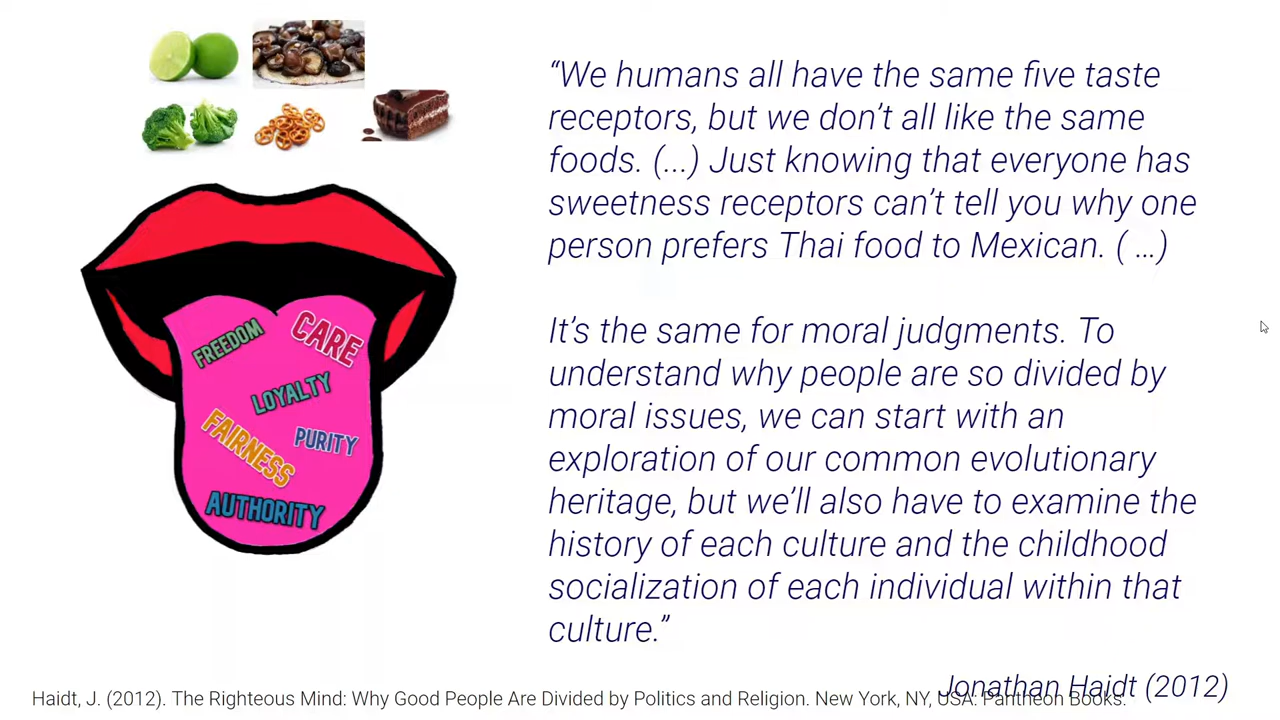 “We humans all have the same five taste
receptors, but we don’t all like the same
foods. (...) Just knowing that everyone has
sweetness receptors can’t tell you why one
person prefers Thai food to Mexican. ( …)
It’s the same for moral judgments. To
understand why people are so divided by
moral issues, we can start with an
exploration of our common evolutionary
heritage, but we’ll also have to examine the
history of each culture and the childhood
socialization of each individual within that
culture.”
Jonathan Haidt (2012)
FREEDOM
CARE
LOYALTY
FAIRNESS
PURITY
AUTHORITY
Haidt, J. (2012). The Righteous Mind: Why Good People Are Divided by Politics and Religion. New York, NY, USA: Pantheon Books.